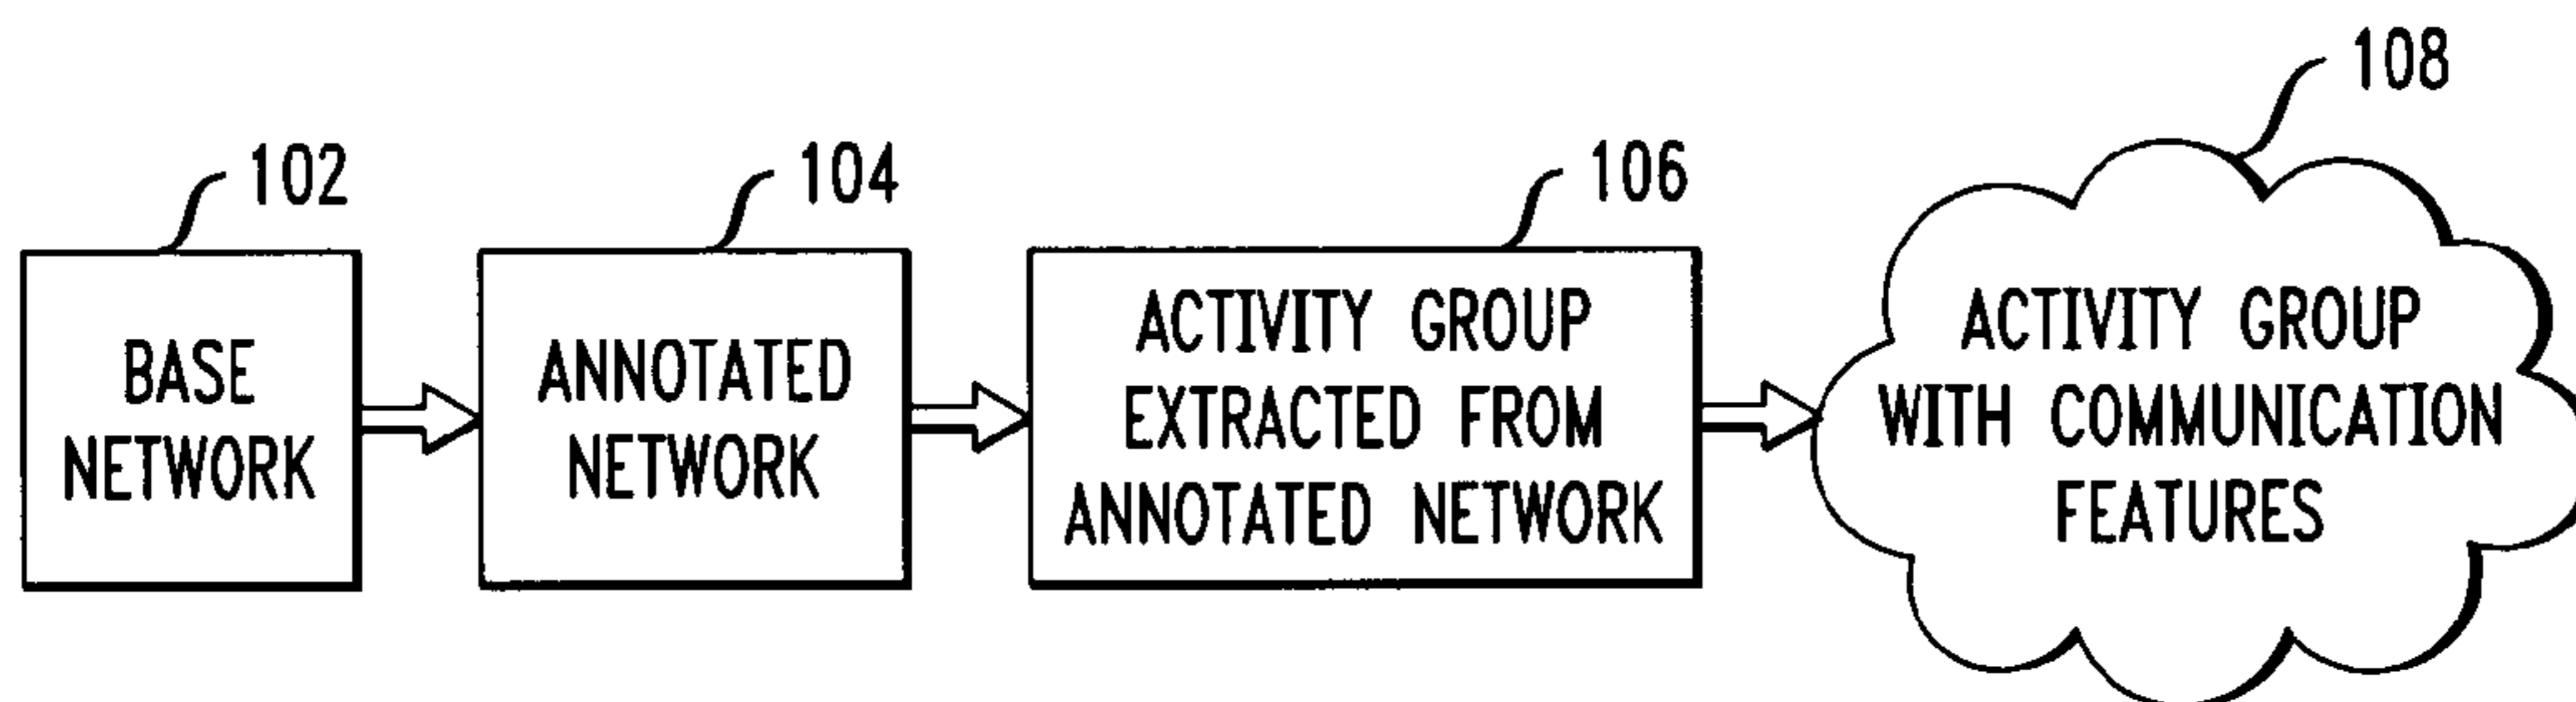 102
104
106
108
BASE
NETWORK
ANNOTATED
NETWORK
ACTIVITY GROUP
EXTRACTED FROM
ANNOTATED NETWORK
ACTIVITY GROUP
WITH COMMUNICATION
FEATURES